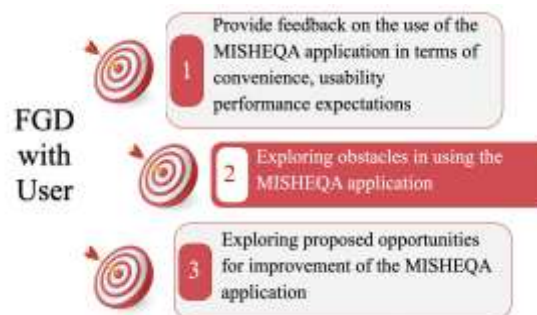 FGD
with
User
1
Provide feedback on the use of the
MISHEQA application in terms of
convenience, usability
performance expectations
2
Exploring obstacles in using the
MISHEQA application
3
Exploring proposed opportunities
for improvement of the MISHEQA
application